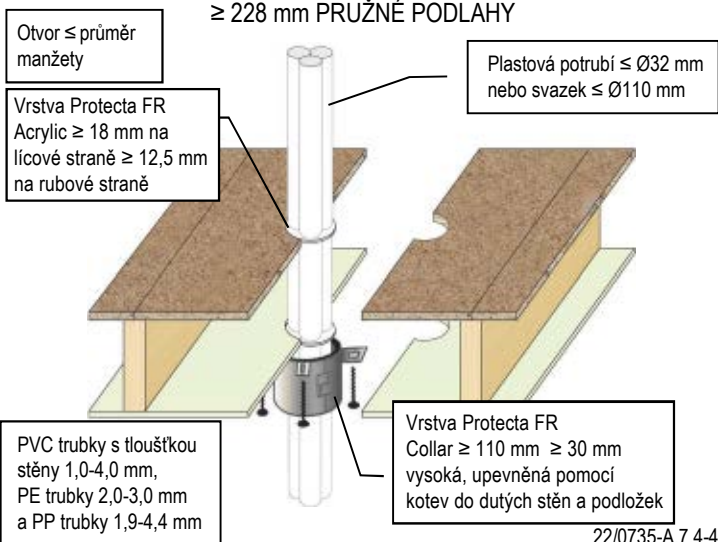 ≥ 228 mm PRUŽNÉ PODLAHY
Otvor ≤ průměr
manžety
Plastová potrubí ≤ Ø32 mm
nebo svazek ≤ Ø110 mm
Vrstva Protecta FR
Acrylic ≥ 18 mm na
lícové straně ≥ 12,5 mm
na rubové straně
PVC trubky s tloušťkou
stěny 1,0-4,0 mm,
PE trubky 2,0-3,0 mm
a PP trubky 1,9-4,4 mm
Vrstva Protecta FR
Collar ≥ 110 mm ≥ 30 mm
vysoká, upevněná pomocí
kotev do dutých stěn a podložek
22/0735-A 7.4-4